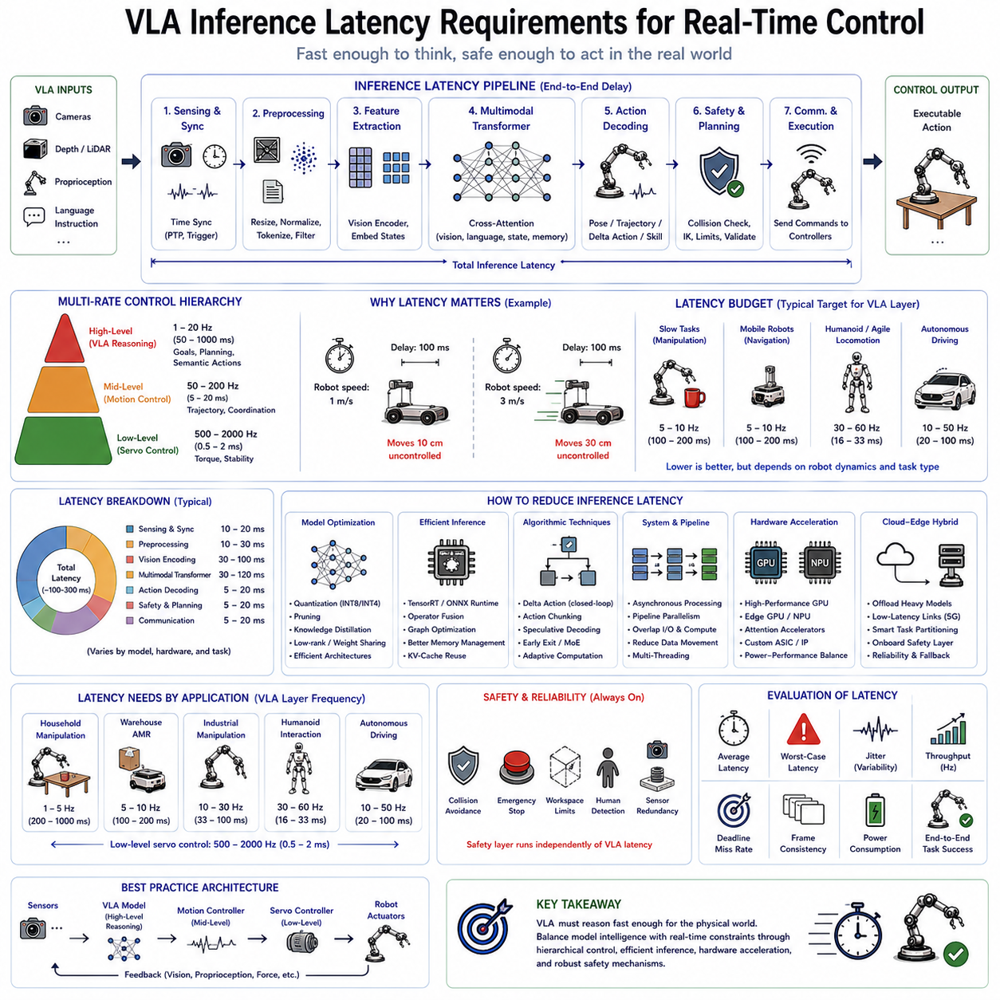 VLA Inference Latency Requirements for Real-Time Control
Fast enough to think, safe enough to act in the real world
VLA INPUTS
Cameras
Depth / LiDAR
Proprioception
Language
Instruction
...
INFERENCE LATENCY PIPELINE (End-to-End Delay)
1. Sensing &
Sync
Time Sync
(PTP, Trigger)
2. Preprocessing
Resize, Normalize,
Tokenize, Filter
3. Feature
Extraction
Vision Encoder,
Embed States
4. Multimodal
Transformer
Cross-Attention
(vision, language, state, memory)
5. Action
Decoding
Pose / Trajectory /
Delta Action / Skill
6. Safety &
Planning
Collision Check,
IK, Limits, Validate
7. Comm. &
Execution
Send Commands to
Controllers
Total Inference Latency
CONTROL OUTPUT
Executable
Action
...
MULTI-RATE CONTROL HIERARCHY
High-Level
(VLA Reasoning)
1 – 20 Hz
(50 – 1000 ms)
Goals, Planning,
Semantic Actions
Mid-Level
(Motion Control)
50 – 200 Hz
(5 – 20 ms)
Trajectory, Coordination
Low-Level
(Servo Control)
500 – 2000 Hz
(0.5 – 2 ms)
Torque, Stability
WHY LATENCY MATTERS (Example)
Delay: 100 ms
Robot speed:
1 m/s
Moves 10 cm
uncontrolled
Delay: 100 ms
Robot speed:
3 m/s
Moves 30 cm
uncontrolled
LATENCY BUDGET (Typical Target for VLA Layer)
Slow Tasks
(Manipulation)
5 – 10 Hz
(100 – 200 ms)
Mobile Robots
(Navigation)
5 – 10 Hz
(100 – 200 ms)
Humanoid / Agile
Locomotion
30 – 60 Hz
(16 – 33 ms)
Autonomous
Driving
10 – 50 Hz
(20 – 100 ms)
Lower is better, but depends on robot dynamics and task type
LATENCY BREAKDOWN (Typical)
Total
Latency
(~100-300 ms)
Sensing & Sync 10 – 20 ms
Preprocessing 10 – 30 ms
Vision Encoding 30 – 100 ms
Multimodal Transformer 30 – 120 ms
Action Decoding 5 – 20 ms
Safety & Planning 5 – 20 ms
Communication 5 – 20 ms
(Varies by model, hardware, and task)
HOW TO REDUCE INFERENCE LATENCY
Model Optimization
• Quantization (INT8/INT4)
• Pruning
• Knowledge Distillation
• Low-rank / Weight Sharing
• Efficient Architectures
Efficient Inference
• TensorRT / ONNX Runtime
• Operator Fusion
• Graph Optimization
• Better Memory Management
• KV-Cache Reuse
Algorithmic Techniques
• Delta Action (closed-loop)
• Action Chunking
• Speculative Decoding
• Early Exit / MoE
• Adaptive Computation
System & Pipeline
• Asynchronous Processing
• Pipeline Parallelism
• Overlap I/O & Compute
• Reduce Data Movement
• Multi-Threading
Hardware Acceleration
GPU
NPU
• High-Performance GPU
• Edge GPU / NPU
• Attention Accelerators
• Custom ASIC / IP
• Power–Performance Balance
Cloud–Edge Hybrid
• Offload Heavy Models
• Low-Latency Links (5G)
• Smart Task Partitioning
• Onboard Safety Layer
• Reliability & Fallback
LATENCY NEEDS BY APPLICATION (VLA Layer Frequency)
Household
Manipulation
1 – 5 Hz
(200 – 1000 ms)
Warehouse
AMR
5 – 10 Hz
(100 – 200 ms)
Industrial
Manipulation
10 – 30 Hz
(33 – 100 ms)
Humanoid
Interaction
30 – 60 Hz
(16 – 33 ms)
Autonomous
Driving
10 – 50 Hz
(20 – 100 ms)
Low-level servo control: 500 – 2000 Hz (0.5 – 2 ms)
SAFETY & RELIABILITY (Always On)
Collision
Avoidance
Emergency
Stop
Workspace
Limits
Human
Detection
Sensor
Redundancy
Safety layer runs independently of VLA latency
EVALUATION OF LATENCY
Average
Latency
Worst-Case
Latency
Jitter
(Variability)
Throughput
(Hz)
Deadline
Miss Rate
Frame
Consistency
Power
Consumption
End-to-End
Task Success
BEST PRACTICE ARCHITECTURE
Sensors
...
VLA Model
(High-Level
Reasoning)
Motion Controller
(Mid-Level)
Servo Controller
(Low-Level)
Robot
Actuators
Feedback (Vision, Proprioception, Force, etc.)
KEY TAKEAWAY
VLA must reason fast enough for the physical world.
Balance model intelligence with real-time constraints through
hierarchical control, efficient inference, hardware acceleration,
and robust safety mechanisms.